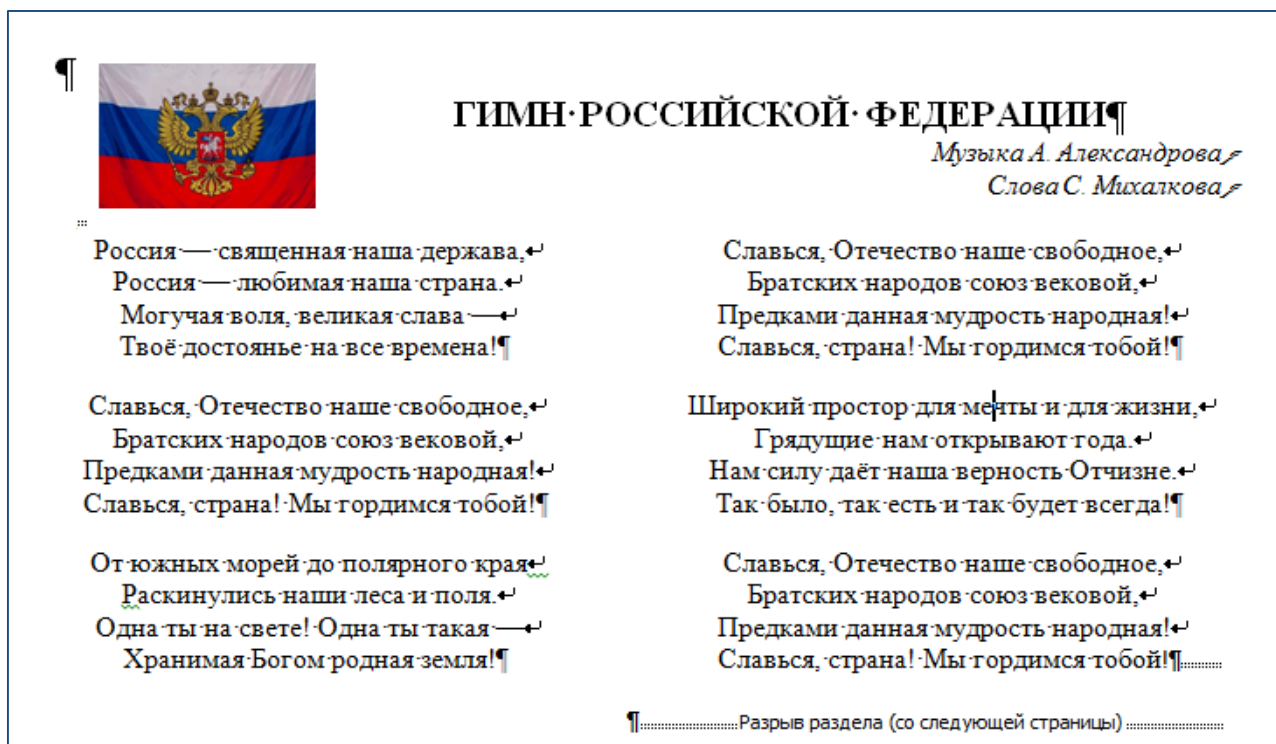 ГИМН РОССИЙСКОЙ ФЕДЕРАЦИИ
Музыка А. Александрова
Слова С. Михалкова
Россия — священная наша держава,
Россия — любимая наша страна.
Могучая воля, великая слава —
Твоё достоянье на все времена!
Славься, Отечество наше свободное,
Братских народов союз вековой,
Предками данная мудрость народная!
Славься, страна! Мы гордимся тобой!
От южных морей до полярного края
Раскинулись наши леса и поля.
Одна ты на свете! Одна ты такая —
Хранимая Богом родная земля!
Славься, Отечество наше свободное,
Братских народов союз вековой,
Предками данная мудрость народная!
Славься, страна! Мы гордимся тобой!
Широкий простор для мечты и для жизни,
Грядущие нам открывают года.
Нам силу даёт наша верность Отчизне.
Так было, так есть и так будет всегда!
Славься, Отечество наше свободное,
Братских народов союз вековой,
Предками данная мудрость народная!
Славься, страна! Мы гордимся тобой!
Разрыв раздела (со следующей страницы)